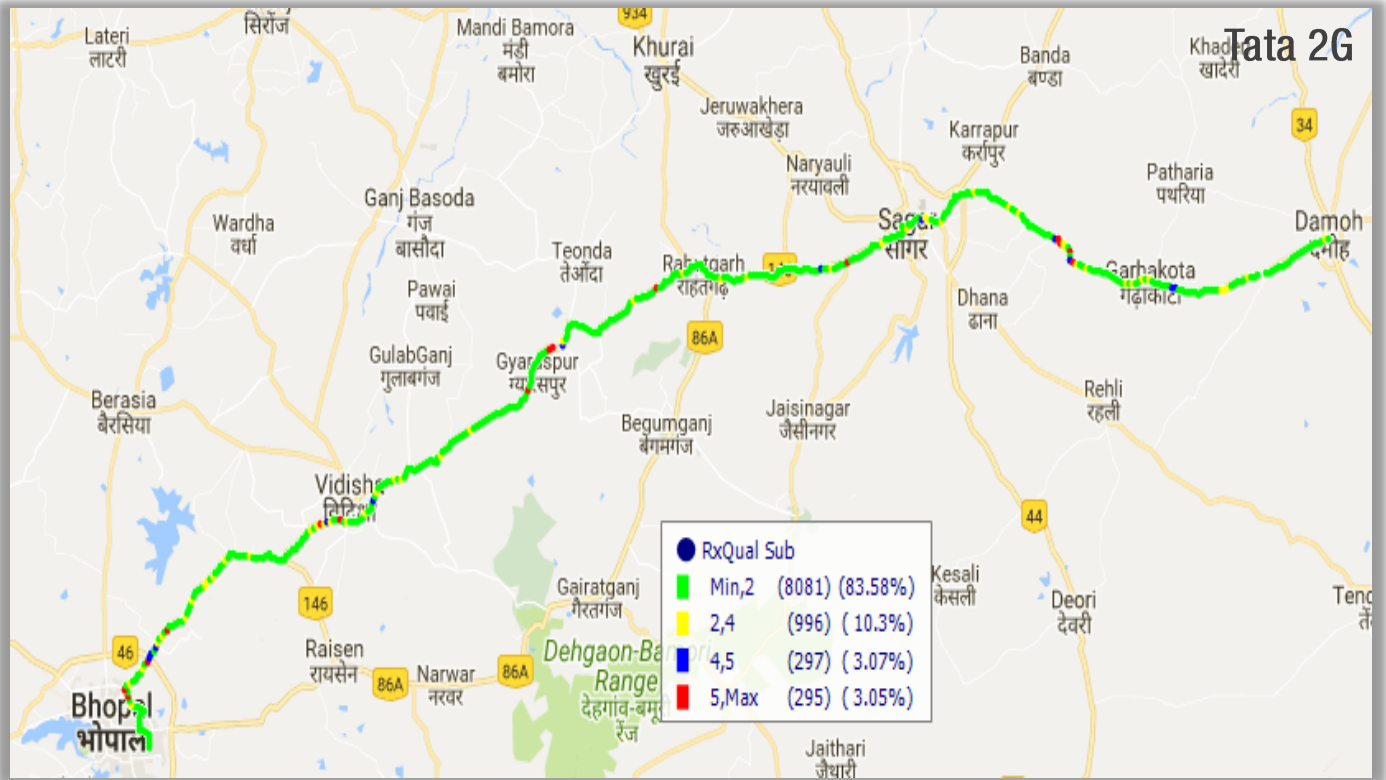 Lateri
लाटरी
सिरोंज
Mandi Bamora
मंडी
बमोरा
934
Khurai
खुरई
Banda
बण्डा
खादेरी
Tata 2G
Jeruwakhera
जरुआखेड़ा
Karrapur
कर्रापुर
34
Naryauli
नरयावली
Patharia
पथरिया
Ganj Basoda
गंज
बासौदा
Wardha
वर्धा
Sagar
सागर
Damoh
दमोह
Teonda
तेओंदा
Rahatgarh
राहतगढ़
Garhakota
गढ़ाकोटा
Pawai
पवाई
Dhana
ढाना
86A
GulabGanj
गुलाबगंज
Gyaraspur
ग्यारसपुर
Berasia
बैरसिया
Rehli
रहली
Begumganj
बेगमगंज
Jaisinagar
जैसीनगर
Vidisha
विदिशा
44
RxQual Sub
Min,2 (8081) (83.58%)
2,4 (996) ( 10.3%)
4,5 (297) ( 3.07%)
5,Max (295) ( 3.05%)
Gairatganj
गैरतगंज
Kesali
केसली
Deori
देवरी
Tend
146
46
Raisen
रायसेन
86A
Narwar
नरवर
86A
Dehgaon-Bamori
Range
देहगांव-बमूरी
रेंज
Bhopal
भोपाल
Jaithari
जैथारी